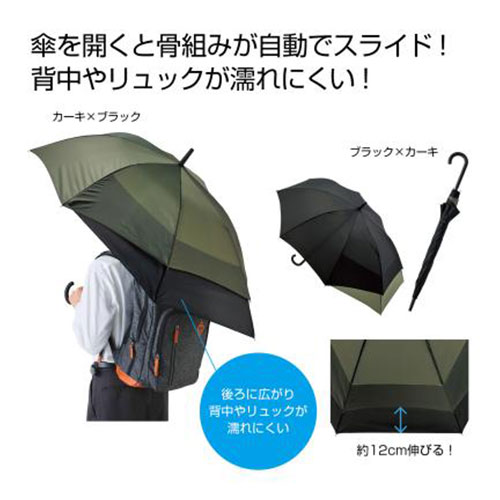 傘を開くと骨組みが自動でスライド！
背中やリュックが濡れにくい！
カーキ×ブラック
ブラック×カーキ
後ろに広がり
背中やリュックが
濡れにくい
約12cm伸びる！